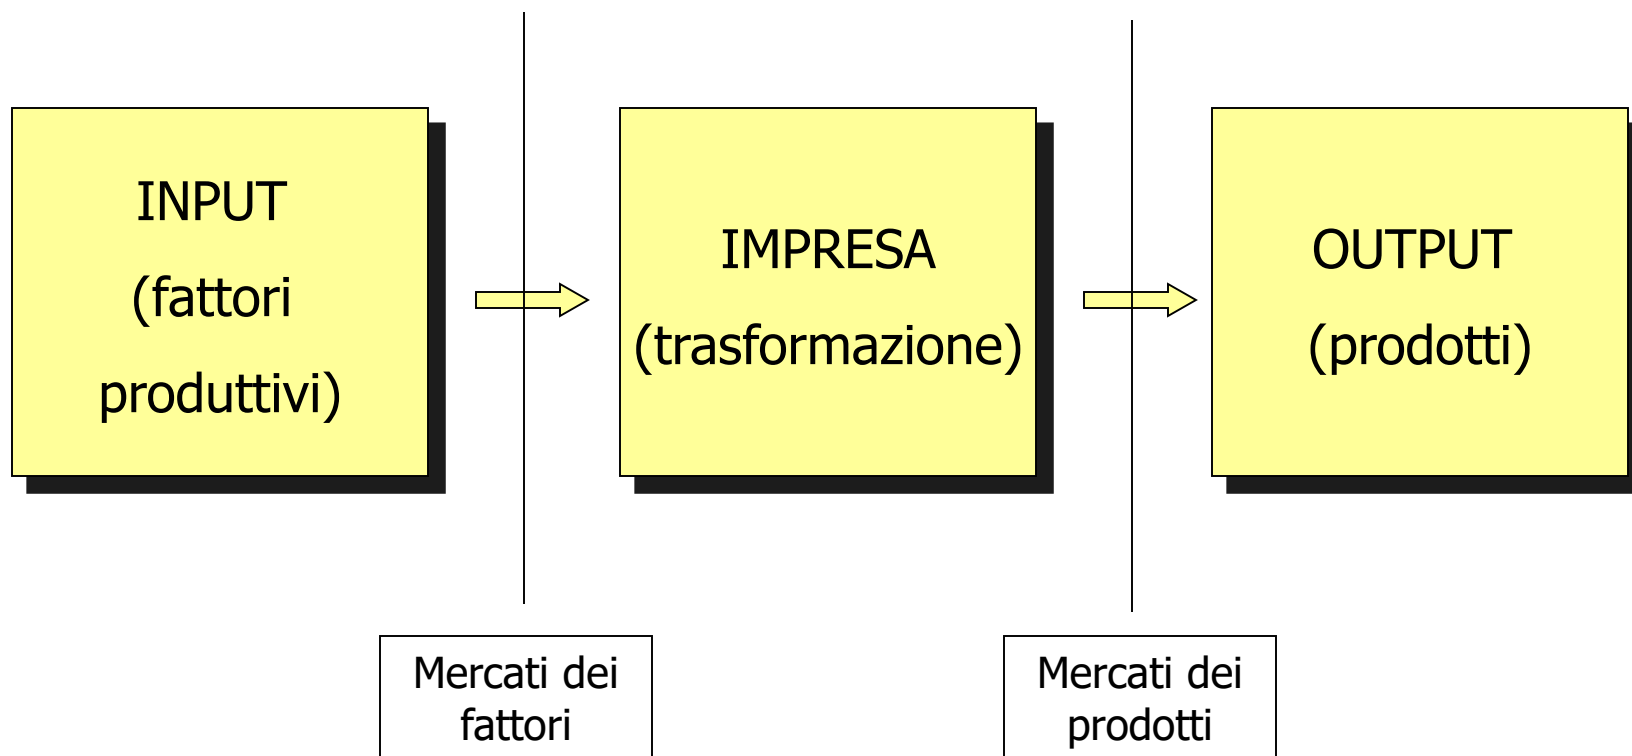 INPUT
(fattori
produttivi)
IMPRESA
(trasformazione)
OUTPUT
(prodotti)
Mercati dei
fattori
Mercati dei
prodotti